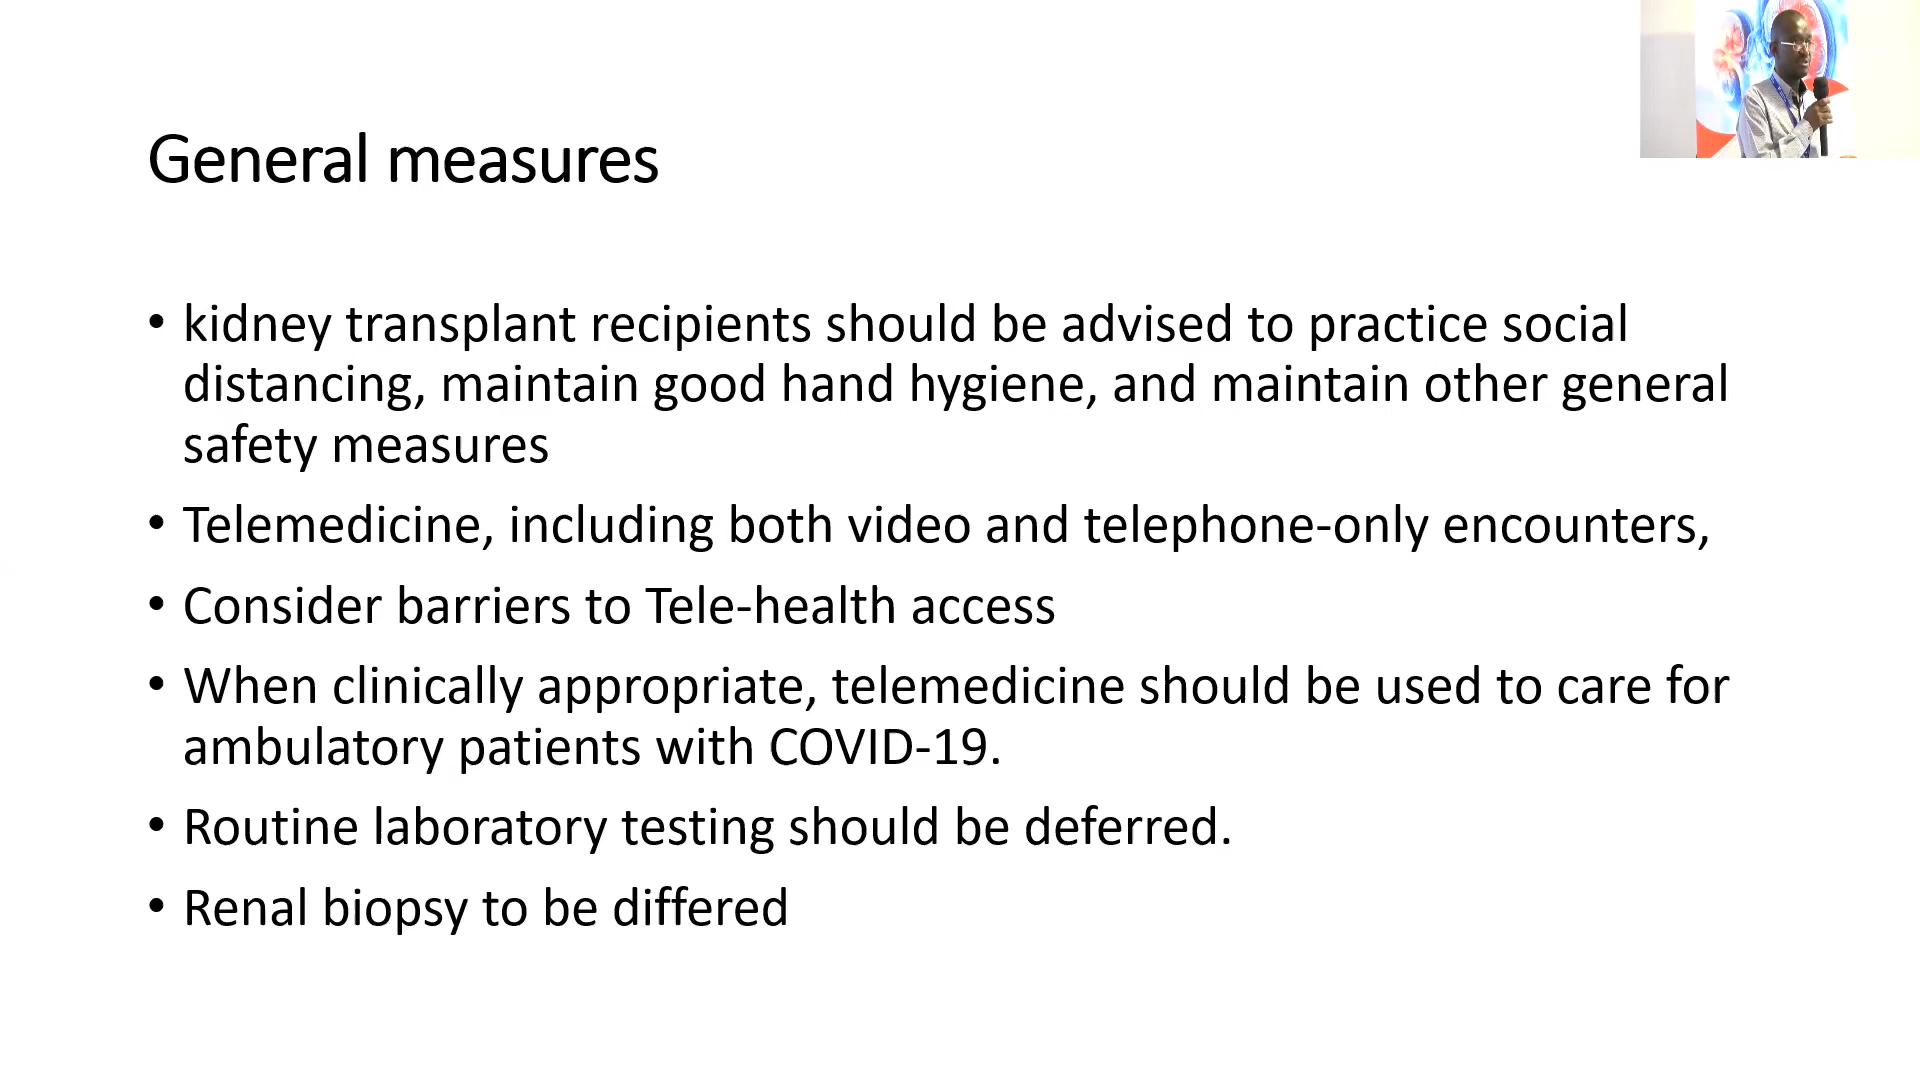 General measures
• kidney transplant recipients should be advised to practice social
distancing, maintain good hand hygiene, and maintain other general
safety measures
• Telemedicine, including both video and telephone-only encounters,
• Consider barriers to Tele-health access
• When clinically appropriate, telemedicine should be used to care for
ambulatory patients with COVID-19.
• Routine laboratory testing should be deferred.
• Renal biopsy to be differed